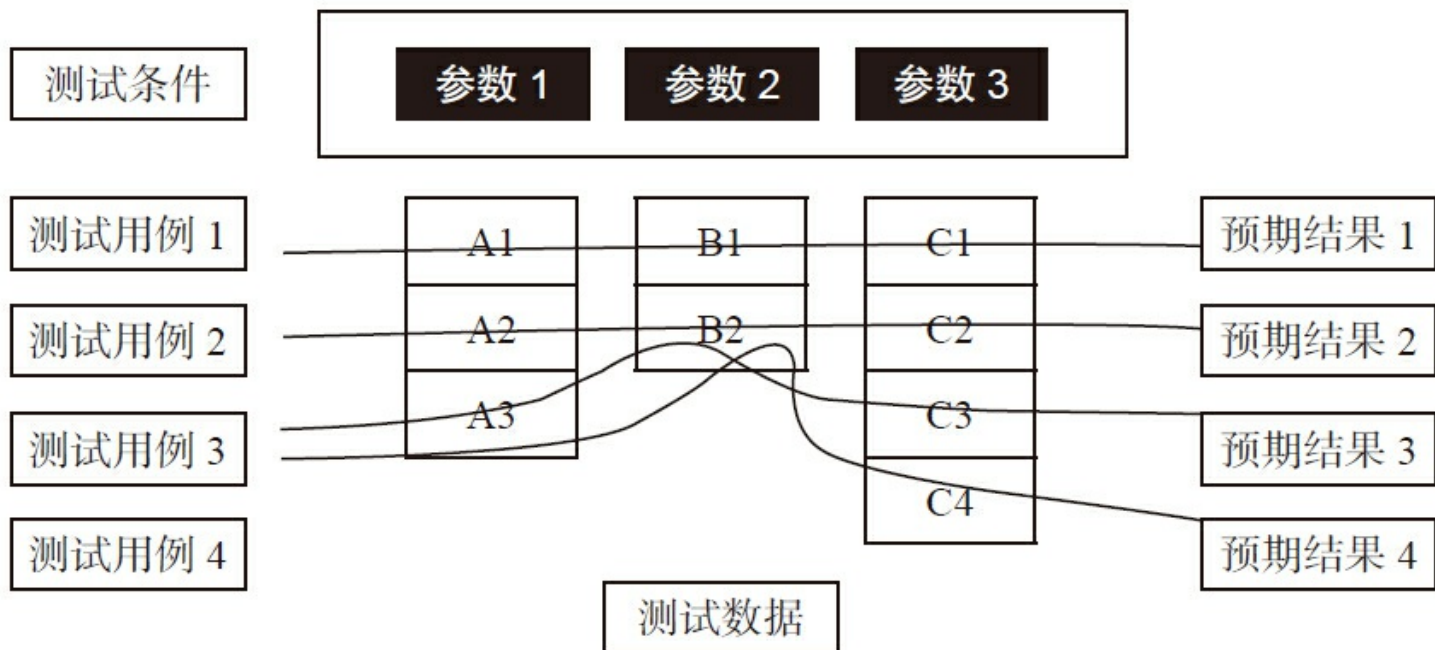 测试条件 参数 1 参数 2 参数 3
测试用例 1 A1 B1 C1 预期结果 1
测试用例 2 A2 B2 C2 预期结果 2
测试用例 3 A3 C3 预期结果 3
测试用例 4 C4 预期结果 4
测试数据